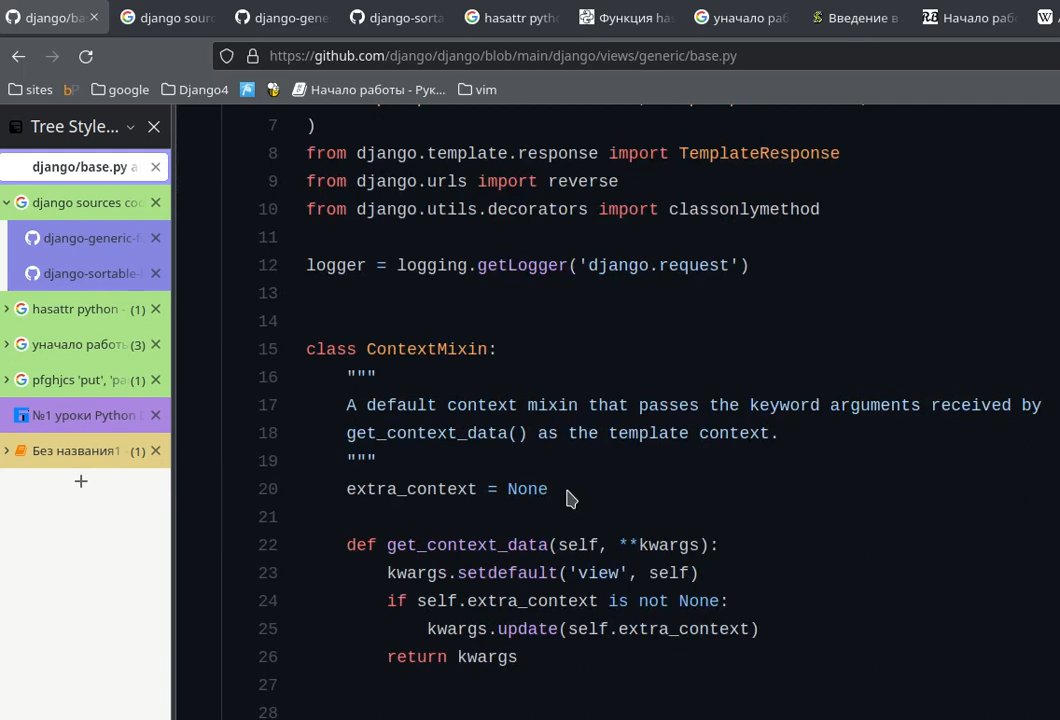 django/ba
django sour
django-gene
django-sorta
hasattr pyth
Функция has
уначало раб
Введение в
Начало раб
https://github.com/django/django/blob/main/django/views/generic/base.py
sites
bP
google
Django4
Начало работы - Рук...
vim
Tree Style...
django/base.py a
django sources co
django-generic-f
django-sortable-
hasattr python - (1)
уначало работь (3)
pfghjcs 'put', 'pa (1)
№1 уроки Python
Без названия1 - (1)
7 )
8 from django.template.response import TemplateResponse
9 from django.urls import reverse
10 from django.utils.decorators import classonlymethod
11
12 logger = logging.getLogger('django.request')
13
14
15 class ContextMixin:
16 """
17 A default context mixin that passes the keyword arguments received by
18 get_context_data() as the template context.
19 """
20 extra_context = None
21
22 def get_context_data(self, **kwargs):
23 kwargs.setdefault('view', self)
24 if self.extra_context is not None:
25 kwargs.update(self.extra_context)
26 return kwargs
27
28